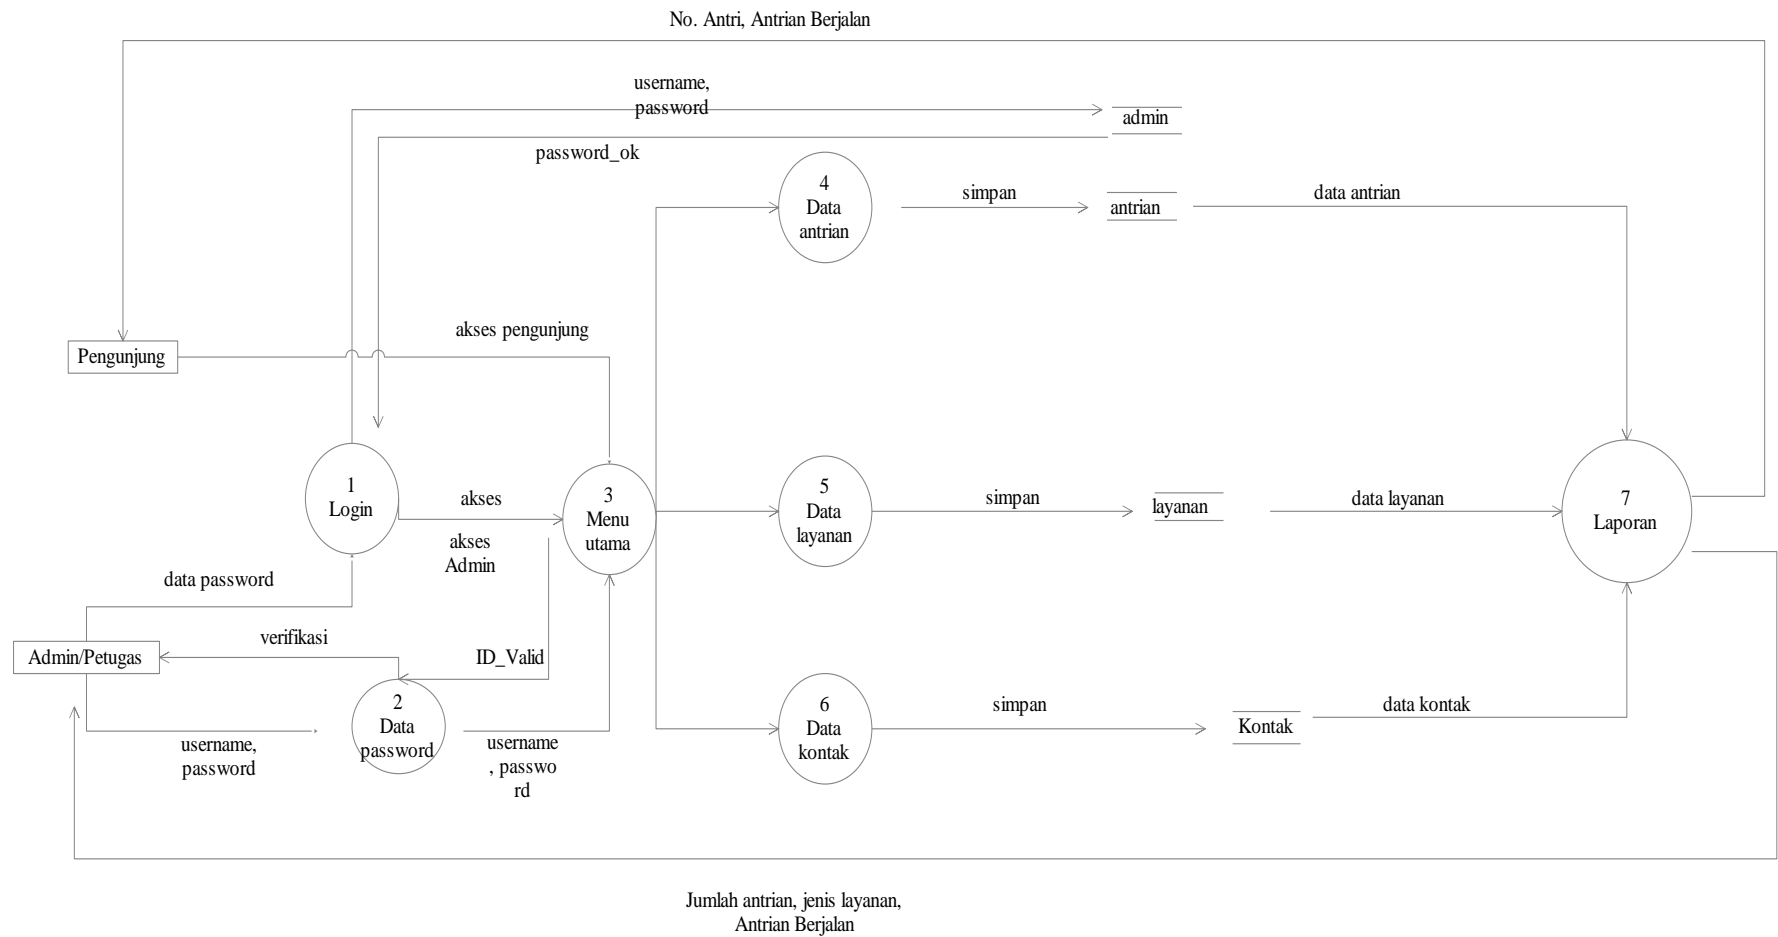 No. Antri, Antrian Berjalan
username,
password
admin
password_ok
4
Data
antrian
simpan
antrian
data antrian
akses pengunjung
Pengunjung
1
Login
akses
akses
Admin
3
Menu
utama
5
Data
layanan
simpan
layanan
data layanan
7
Laporan
data password
verifikasi
Admin/Petugas
ID_Valid
2
Data
password
username,
password
username
, passwo
rd
6
Data
kontak
simpan
Kontak
data kontak
Jumlah antrian, jenis layanan,
Antrian Berjalan